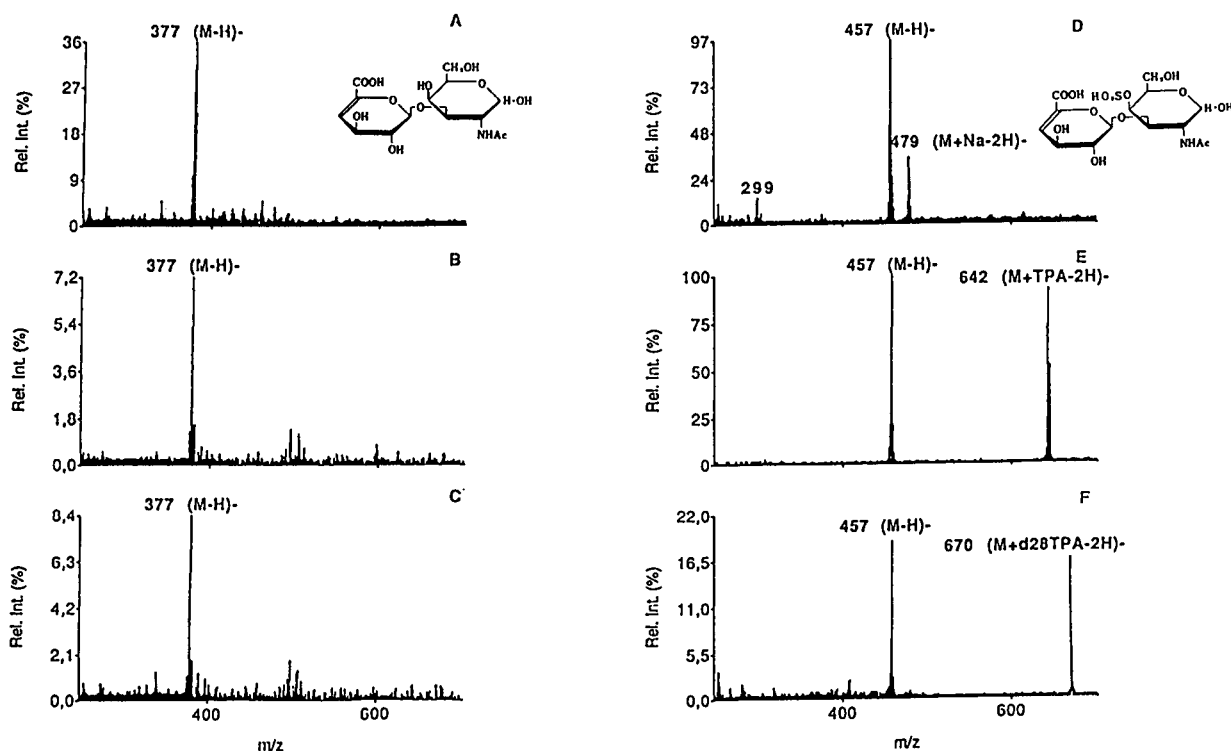 A
377 (M-H)-
Rel. Int. (%)
36
27
18
9
0
COOH
O
OH
OH
O
HO
CH₂OH
O
H·OH
NHAc
B
377 (M-H)-
Rel. Int. (%)
7,2
5,4
3,6
1,8
0,0
C
377 (M-H)-
Rel. Int. (%)
8,4
6,3
4,2
2,1
0,0
400
600
m/z
D
457 (M-H)-
479 (M+Na-2H)-
299
Rel. Int. (%)
97
73
48
24
0
COOH
O
OH
OH
O
HO₃SO
CH₂OH
O
H·OH
NHAc
E
457 (M-H)-
642 (M+TPA-2H)-
Rel. Int. (%)
100
75
50
25
0
F
457 (M-H)-
670 (M+d28TPA-2H)-
Rel. Int. (%)
22,0
16,5
11,0
5,5
0,0
400
600
m/z